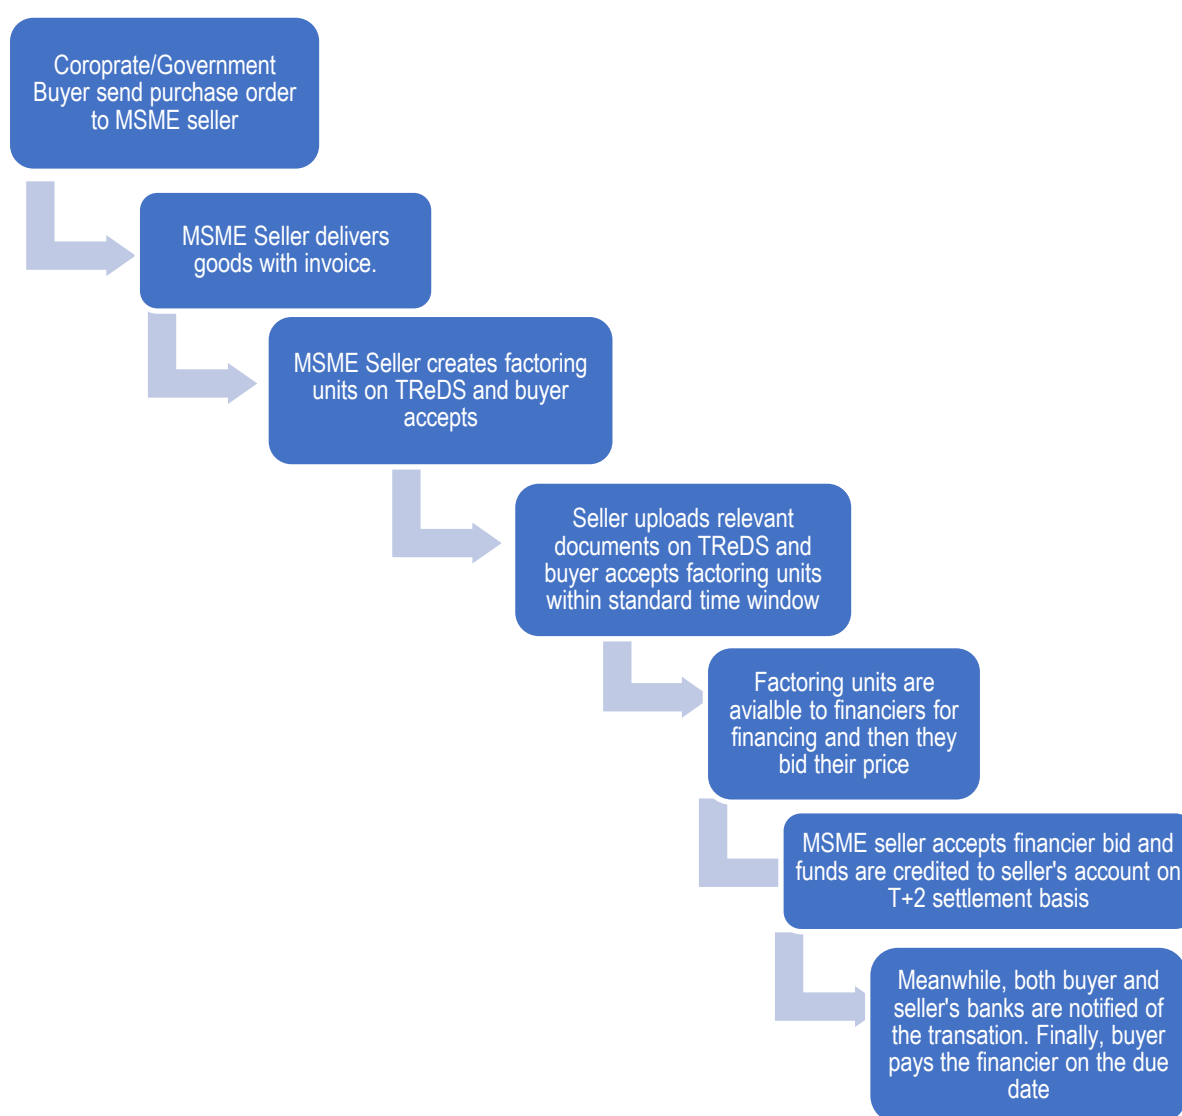 Coroprate/Government
Buyer send purchase order
to MSME seller
MSME Seller delivers
goods with invoice.
MSME Seller creates factoring
units on TReDS and buyer
accepts
Seller uploads relevant
documents on TReDS and
buyer accepts factoring units
within standard time window
Factoring units are
avialble to financiers for
financing and then they
bid their price
MSME seller accepts financier bid and
funds are credited to seller's account on
T+2 settlement basis
Meanwhile, both buyer and
seller's banks are notified of
the transation. Finally, buyer
pays the financier on the due
date